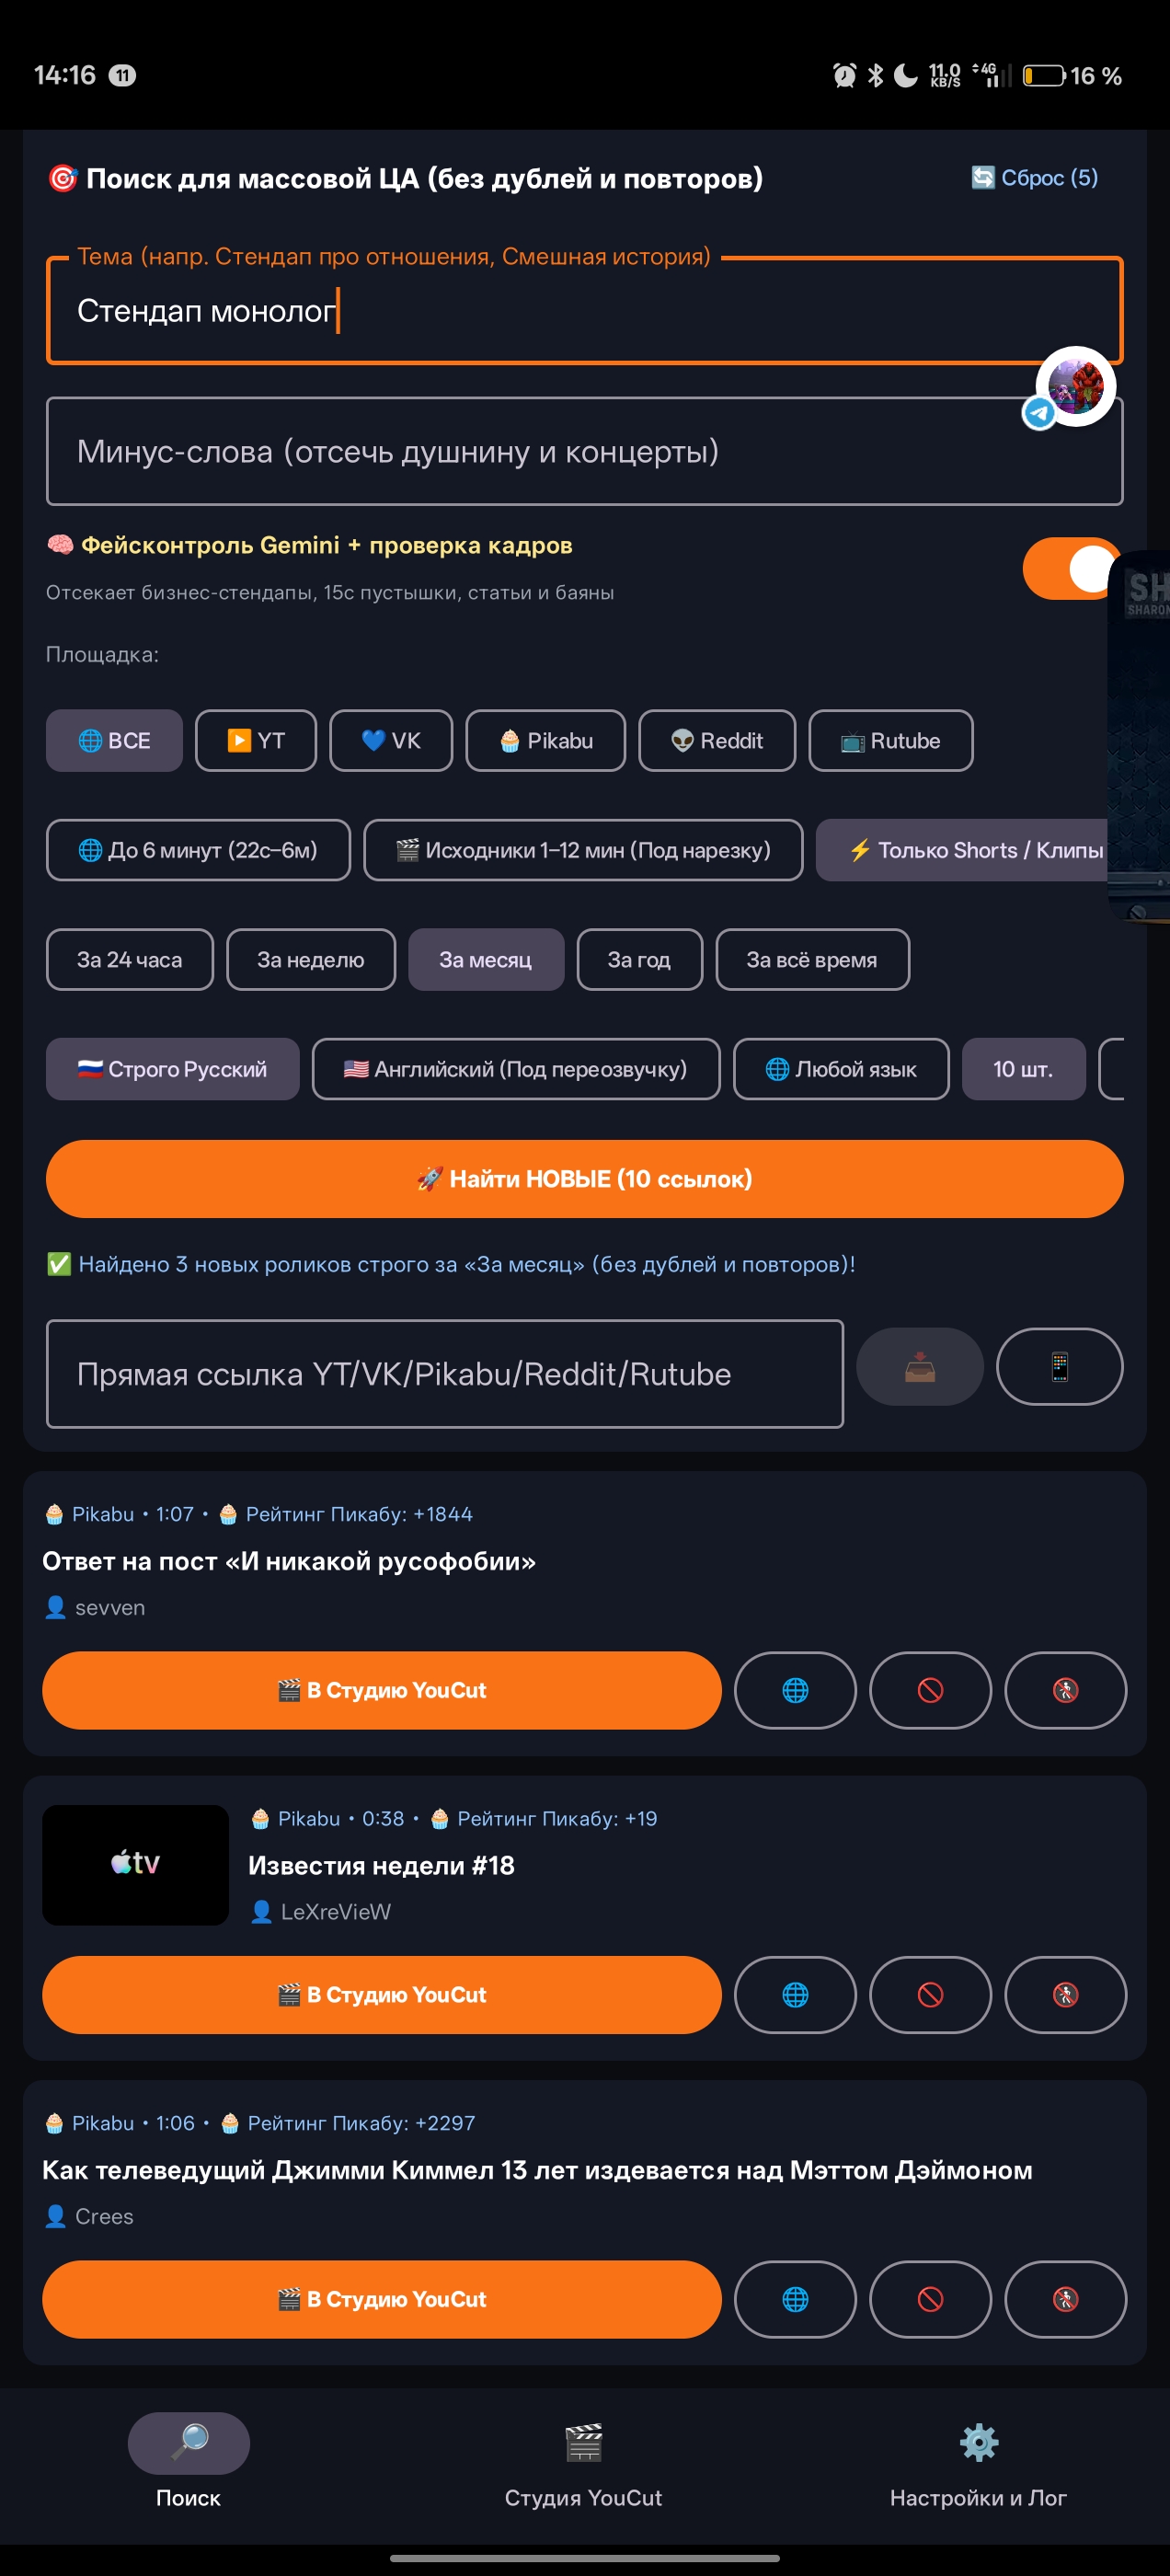 14:16 11 11.0 KB/S 4G 16 %
🎯 Поиск для массовой ЦА (без дублей и повторов) 🔄 Сброс (5)
Тема (напр. Стендап про отношения, Смешная история)
Стендап монолог
Минус-слова (отсечь душнину и концерты)
🧠 Фейсконтроль Gemini + проверка кадров
Отсекает бизнес-стендапы, 15с пустышки, статьи и баяны
SH
SHARON
Площадка:
🌐 ВСЕ ▶️ YT 💙 VK 🧁 Pikabu 👽 Reddit 📺 Rutube
🌐 До 6 минут (22с–6м) 🎬 Исходники 1–12 мин (Под нарезку) ⚡ Только Shorts / Клипы
За 24 часа За неделю За месяц За год За всё время
🇷🇺 Строго Русский 🇺🇸 Английский (Под переозвучку) 🌐 Любой язык 10 шт.
🚀 Найти НОВЫЕ (10 ссылок)
✅ Найдено 3 новых роликов строго за «За месяц» (без дублей и повторов)!
Прямая ссылка YT/VK/Pikabu/Reddit/Rutube
🧁 Pikabu • 1:07 • 🧁 Рейтинг Пикабу: +1844
Ответ на пост «И никакой русофобии»
👤 sevven
🎬 В Студию YouCut
tv
🧁 Pikabu • 0:38 • 🧁 Рейтинг Пикабу: +19
Известия недели #18
👤 LeXreVieW
🎬 В Студию YouCut
🧁 Pikabu • 1:06 • 🧁 Рейтинг Пикабу: +2297
Как телеведущий Джимми Киммел 13 лет издевается над Мэттом Дэймоном
👤 Crees
🎬 В Студию YouCut
Поиск Студия YouCut Настройки и Лог